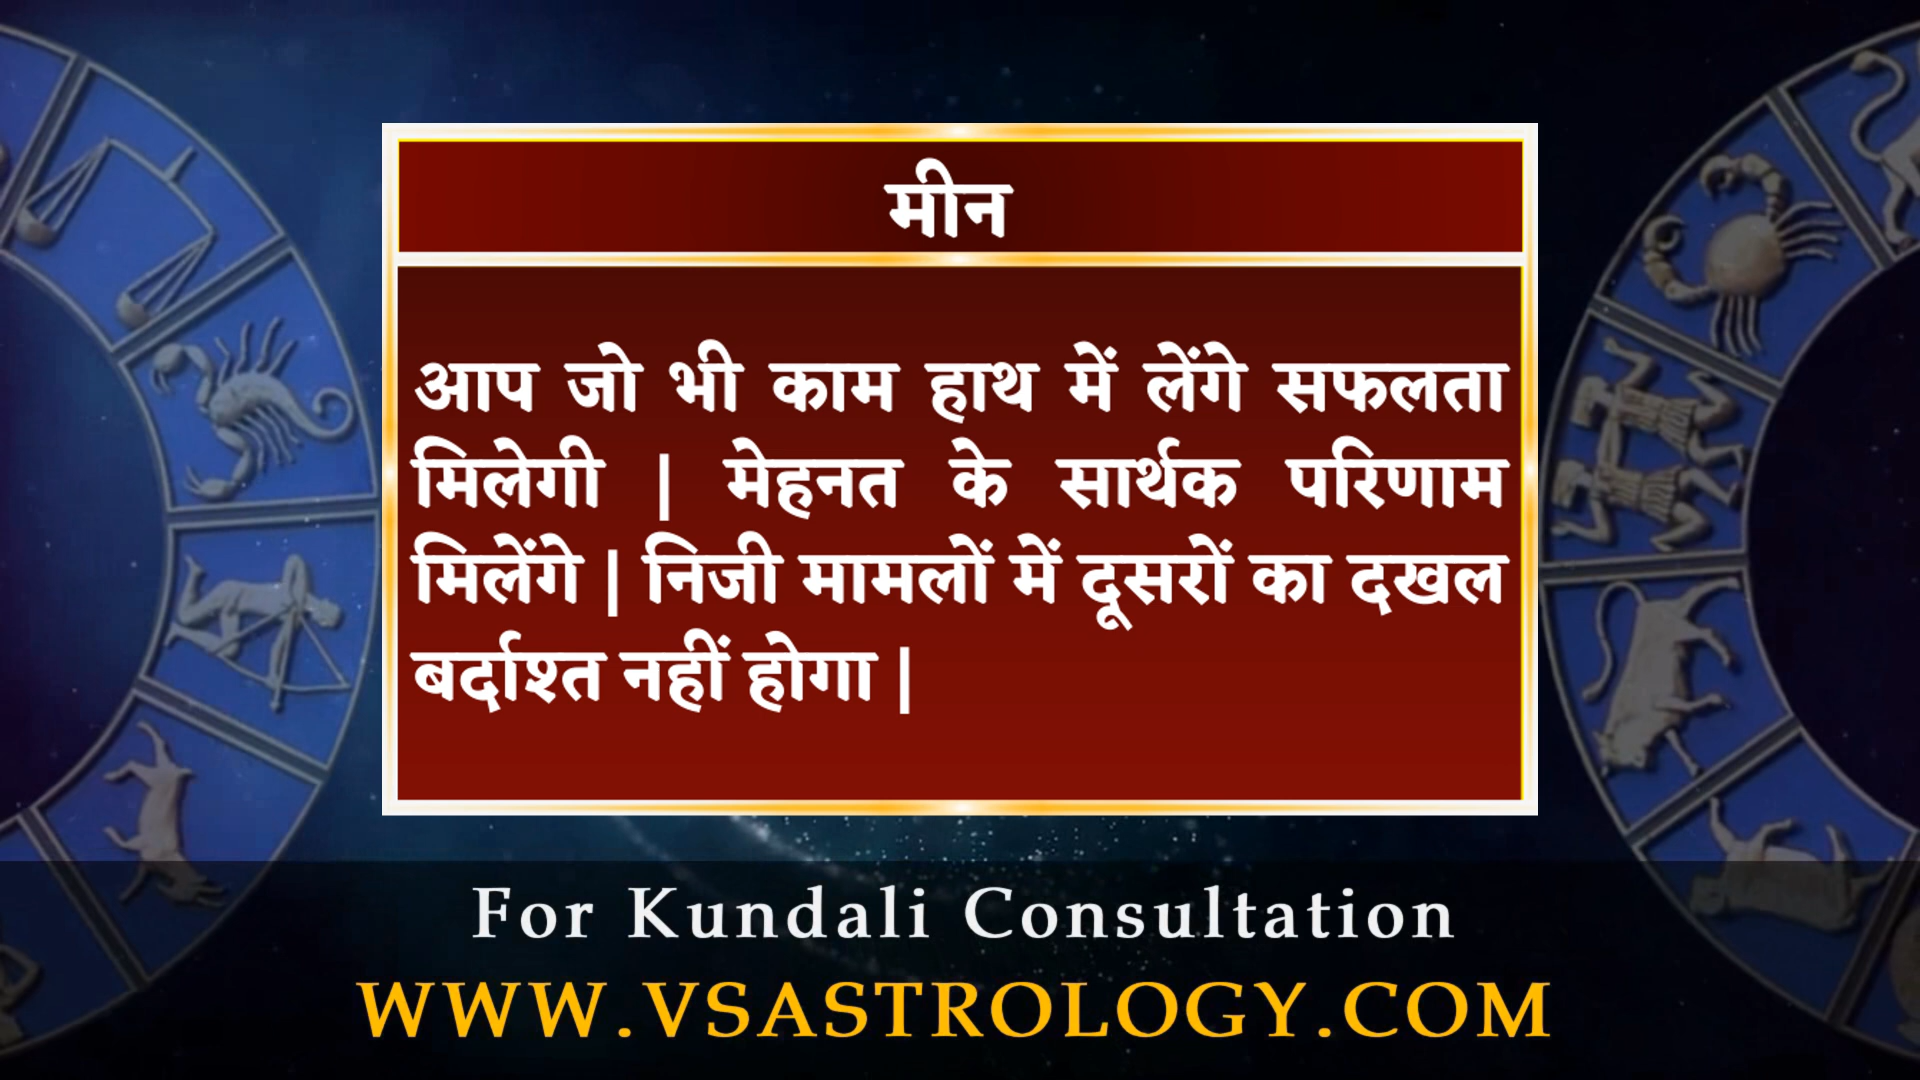 मीन
आप जो भी काम हाथ में लेंगे सफलता
मिलेगी | मेहनत के सार्थक परिणाम
मिलेंगे | निजी मामलों में दूसरों का दखल
बर्दाश्त नहीं होगा |
For Kundali Consultation
WWW.VSASTROLOGY.COM